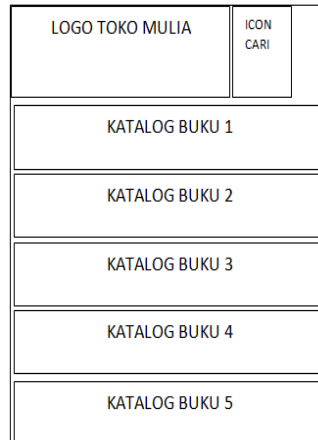 LOGO TOKO MULIA
ICON
CARI
KATALOG BUKU 1
KATALOG BUKU 2
KATALOG BUKU 3
KATALOG BUKU 4
KATALOG BUKU 5